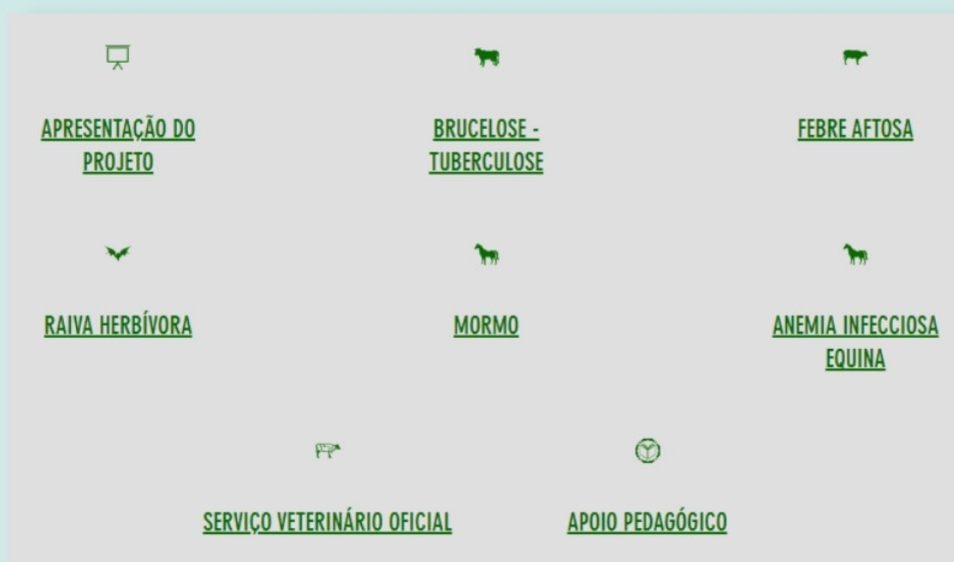 APRESENTAÇÃO DO
PROJETO
BRUCELOSE -
TUBERCULOSE
FEBRE AFTOSA
RAIVA HERBÍVORA
MORMO
ANEMIA INFECCIOSA
EQUINA
SERVIÇO VETERINÁRIO OFICIAL
APOIO PEDAGÓGICO